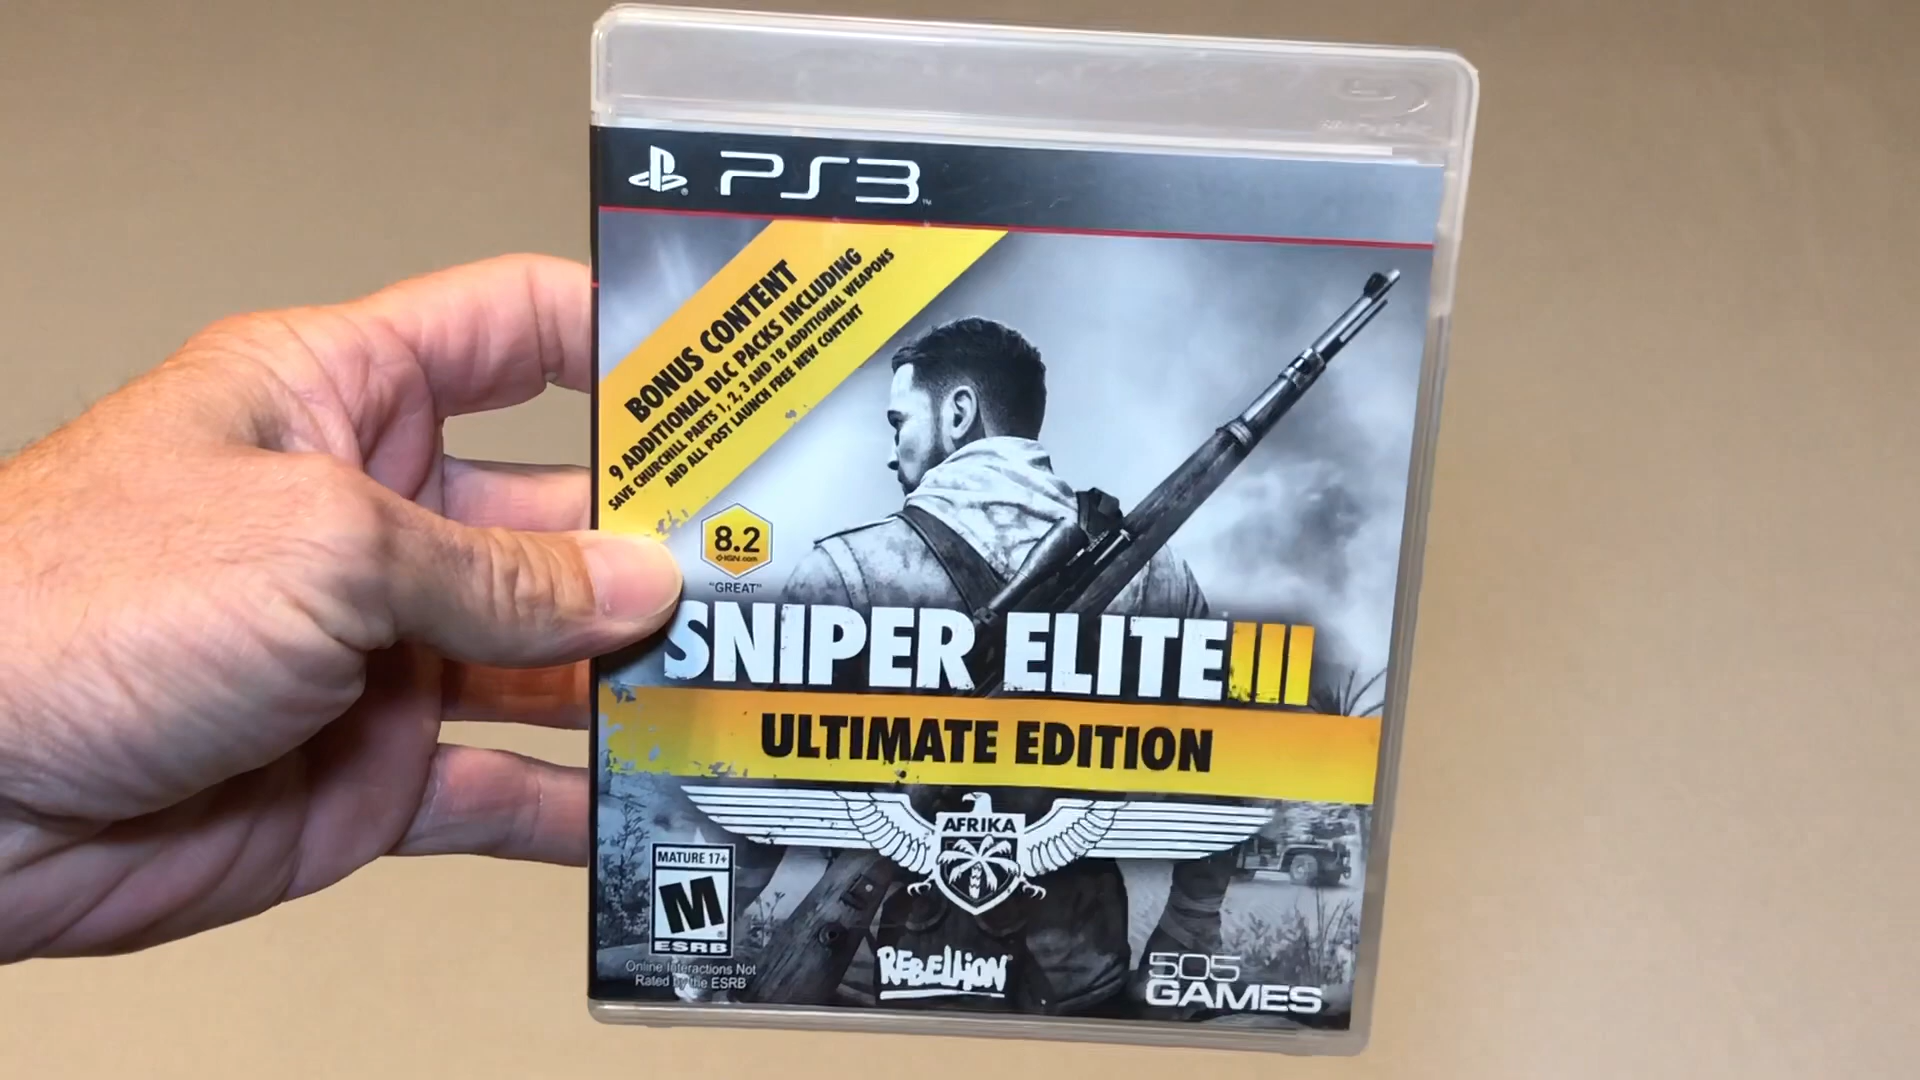 PS3
BONUS CONTENT
9 ADDITIONAL DLC PACKS INCLUDING
SAVE CHURCHILL PARTS 1, 2, 3 AND 18 ADDITIONAL WEAPONS
AND ALL POST LAUNCH FREE NEW CONTENT
8.2
IGN.com
"GREAT"
SNIPER ELITE III
ULTIMATE EDITION
AFRIKA
MATURE 17+
M
ESRB
Online Interactions Not
Rated by the ESRB
REBELLION
505
GAMES